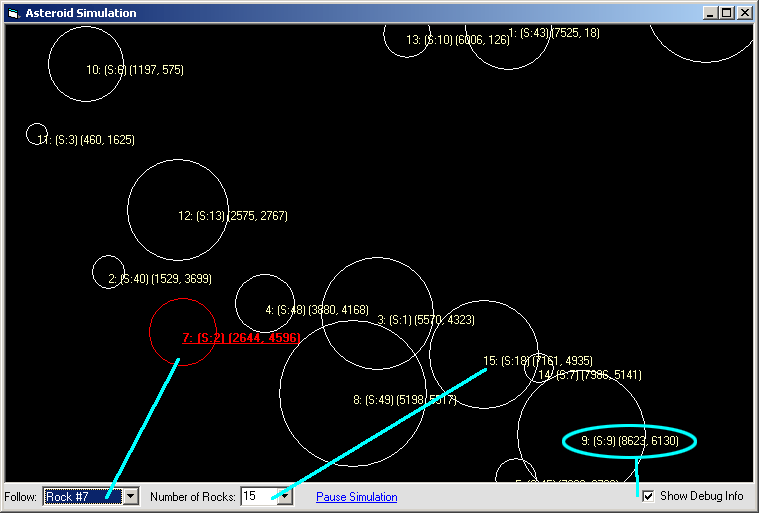 Asteroid Simulation
1: (S:43) (7525, 18)
13: (S:10) (6006, 126)
10: (S:6) (1197, 575)
11: (S:3) (460, 1625)
12: (S:13) (2575, 2767)
2: (S:40) (1529, 3699)
4: (S:48) (3880, 4168)
3: (S:1) (5570, 4323)
7: (S:2) (2644, 4596)
15: (S:18) (7161, 4935)
14: (S:7) (7986, 5141)
8: (S:49) (5198, 5517)
9: (S:9) (8623, 6130)
Follow: Rock #7 Number of Rocks: 15 Pause Simulation Show Debug Info